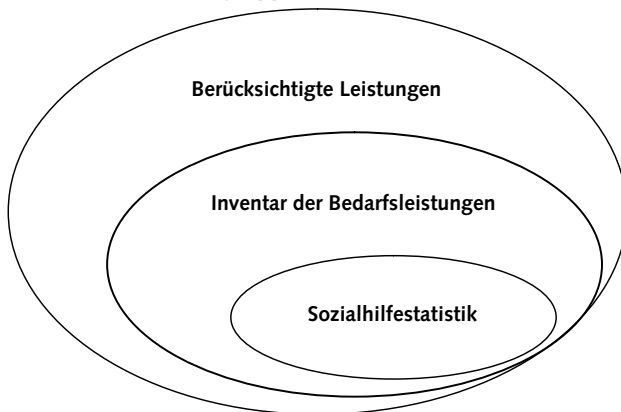 Berücksichtigte Leistungen
Inventar der Bedarfsleistungen
Sozialhilfestatistik